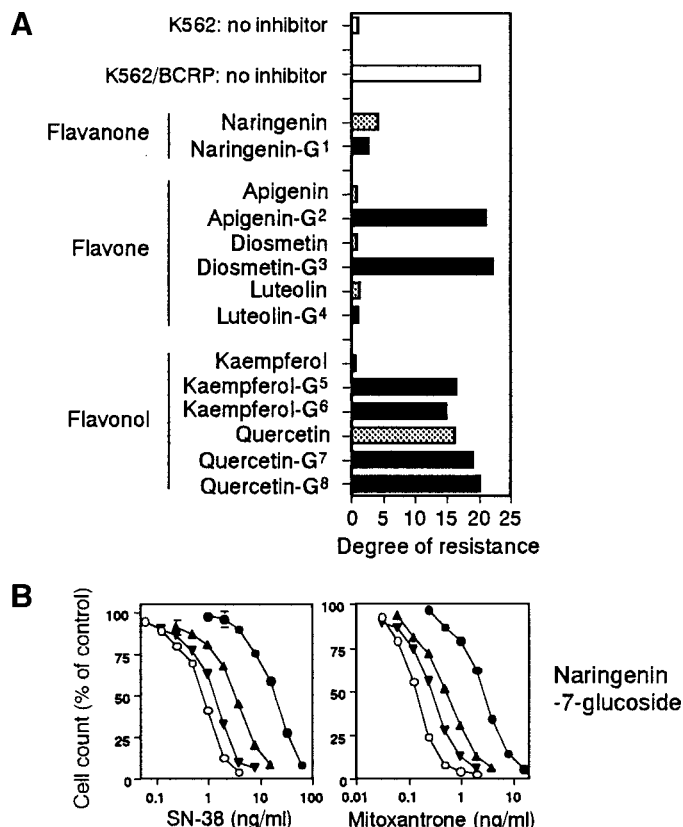 A
K562: no inhibitor
K562/BCRP: no inhibitor
Flavanone
Naringenin
Naringenin-G1
Flavone
Apigenin
Apigenin-G2
Diosmetin
Diosmetin-G3
Luteolin
Luteolin-G4
Flavonol
Kaempferol
Kaempferol-G5
Kaempferol-G6
Quercetin
Quercetin-G7
Quercetin-G8
0 5 10 15 20 25
Degree of resistance
B
Cell count (% of control)
100
75
50
25
0
0.1 1 10 100
SN-38 (ng/ml)
100
75
50
25
0
0.01 0.1 1 10
Mitoxantrone (ng/ml)
Naringenin
-7-glucoside